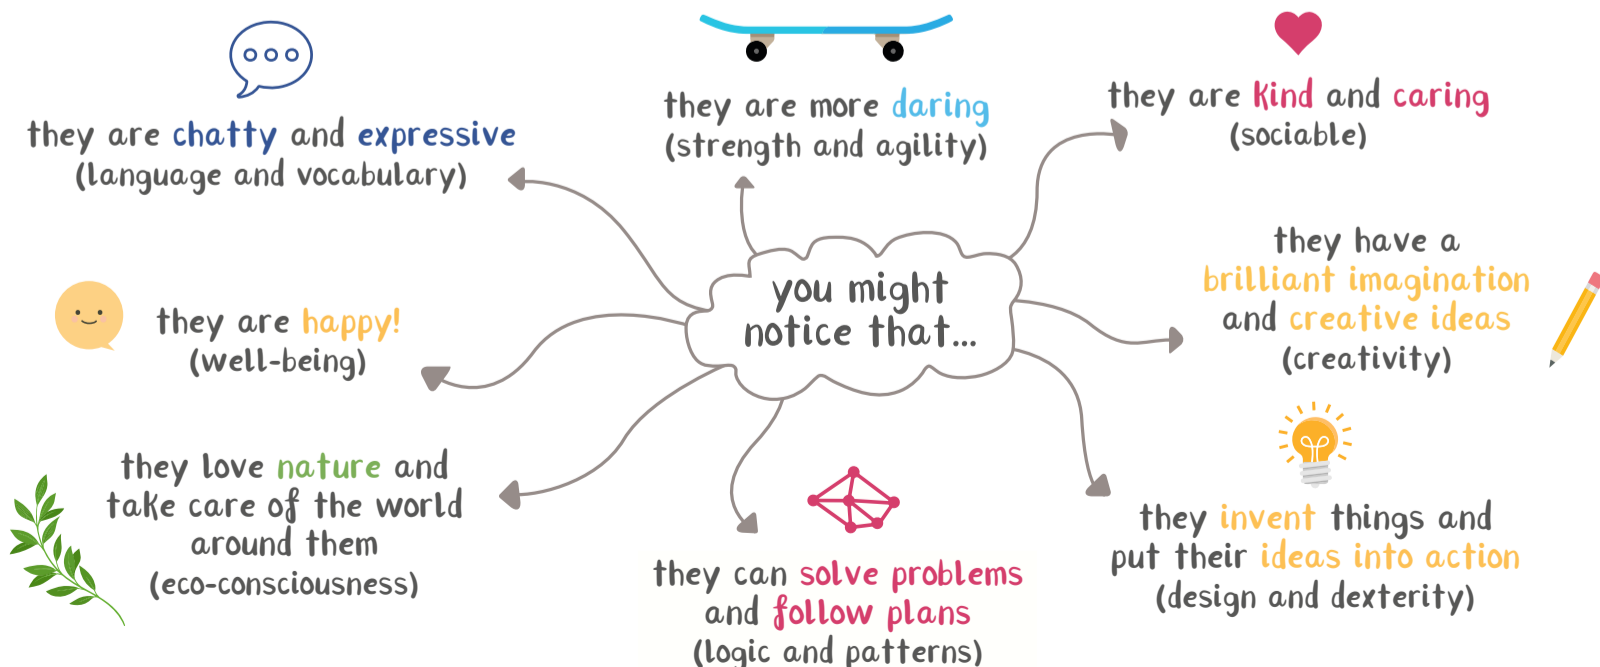 they are chatty and expressive
(language and vocabulary)
they are more daring
(strength and agility)
they are kind and caring
(sociable)
they have a
brilliant imagination
and creative ideas
(creativity)
you might
notice that...
they are happy!
(well-being)
they love nature and
take care of the world
around them
(eco-consciousness)
they can solve problems
and follow plans
(logic and patterns)
they invent things and
put their ideas into action
(design and dexterity)